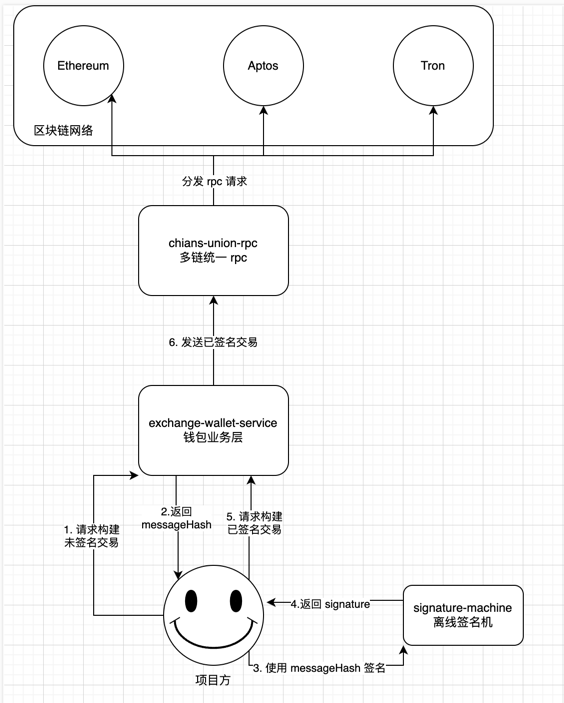 Ethereum
Aptos
Tron
区块链网络
分发 rpc 请求
chians-union-rpc
多链统一 rpc
6. 发送已签名交易
exchange-wallet-service
钱包业务层
1. 请求构建
未签名交易
2.返回
messageHash
5. 请求构建
已签名交易
4.返回 signature
signature-machine
离线签名机
3. 使用 messageHash 签名
项目方